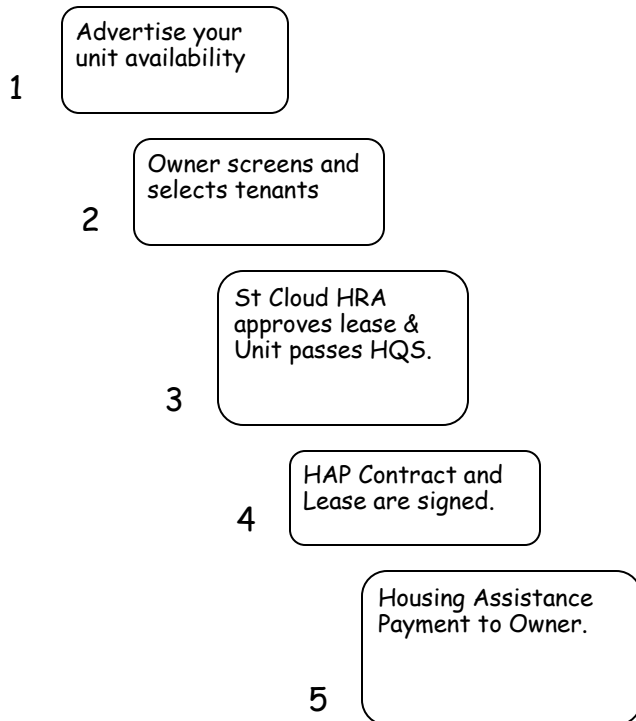 Advertise your
unit availability
1
Owner screens and
selects tenants
2
St Cloud HRA
approves lease &
Unit passes HQS.
3
HAP Contract and
Lease are signed.
4
Housing Assistance
Payment to Owner.
5